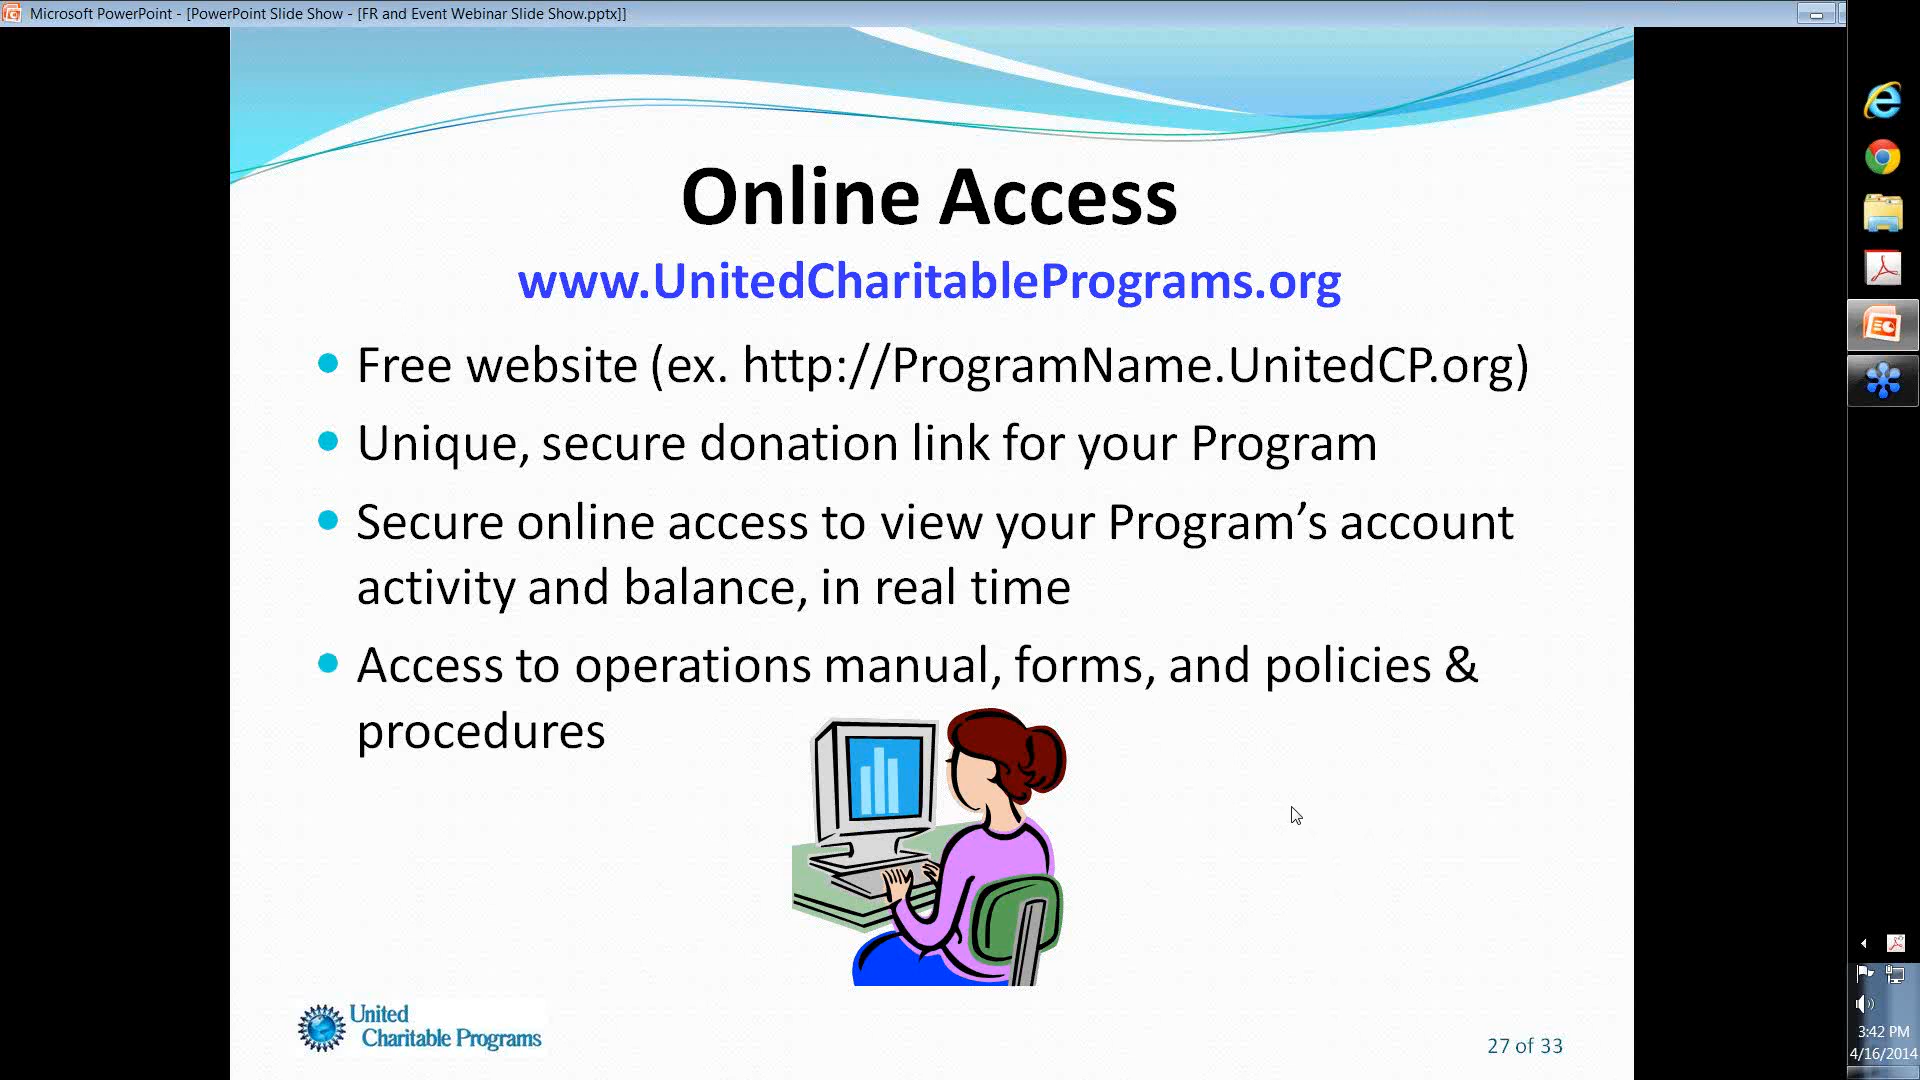 Microsoft PowerPoint - [PowerPoint Slide Show - [FR and Event Webinar Slide Show.pptx]]
Online Access
www.UnitedCharitablePrograms.org
Free website (ex. http://ProgramName.UnitedCP.org)
Unique, secure donation link for your Program
Secure online access to view your Program’s account
activity and balance, in real time
Access to operations manual, forms, and policies &
procedures
United
Charitable Programs
27 of 33
3:42 PM
4/16/2014